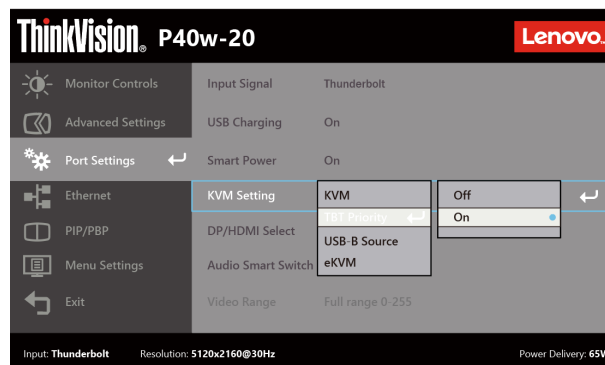 ThinkVision® P40w-20 Lenovo
Monitor Controls Input Signal Thunderbolt
Advanced Settings USB Charging On
Port Settings Smart Power On
Ethernet KVM Setting KVM Off
TBT Priority On
PIP/PBP DP/HDMI Select USB-B Source
Menu Settings Audio Smart Switch eKVM
Exit Video Range Full range 0-255
Input: Thunderbolt Resolution: 5120x2160@30Hz Power Delivery: 65W